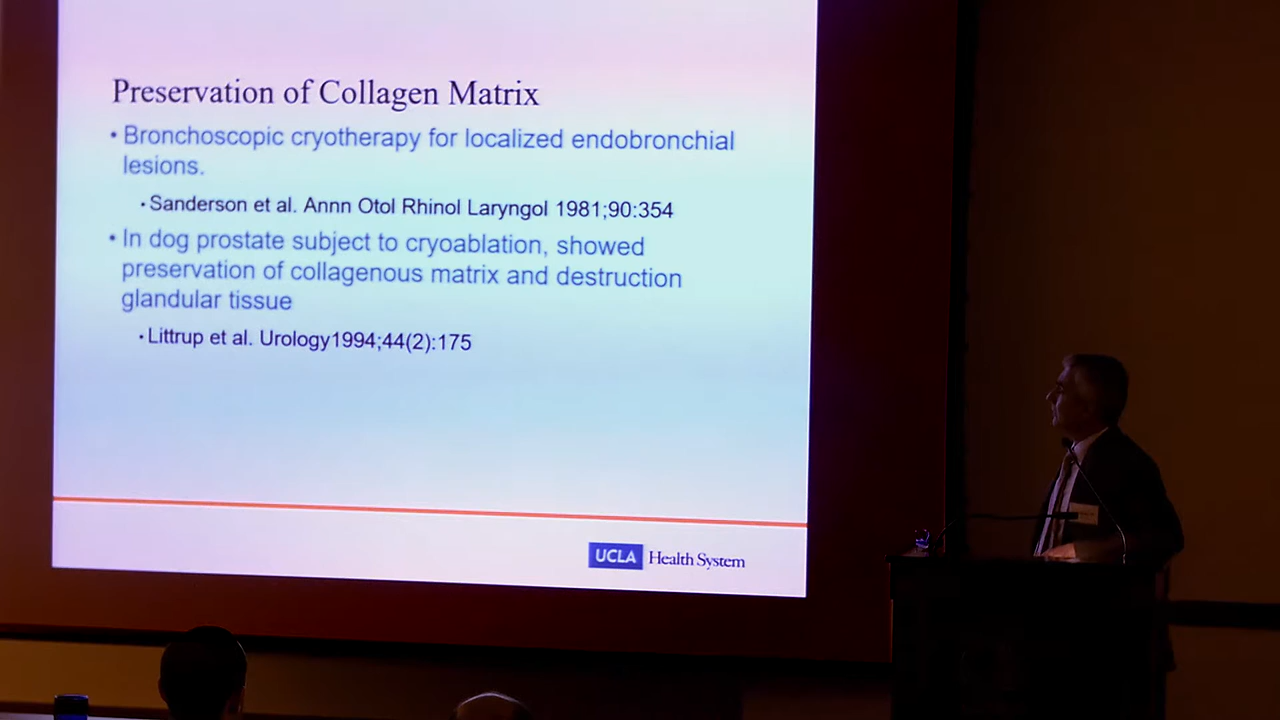 Preservation of Collagen Matrix
• Bronchoscopic cryotherapy for localized endobronchial
lesions.
• Sanderson et al. Annn Otol Rhinol Laryngol 1981;90:354
• In dog prostate subject to cryoablation, showed
preservation of collagenous matrix and destruction
glandular tissue
• Littrup et al. Urology1994;44(2):175
UCLA Health System